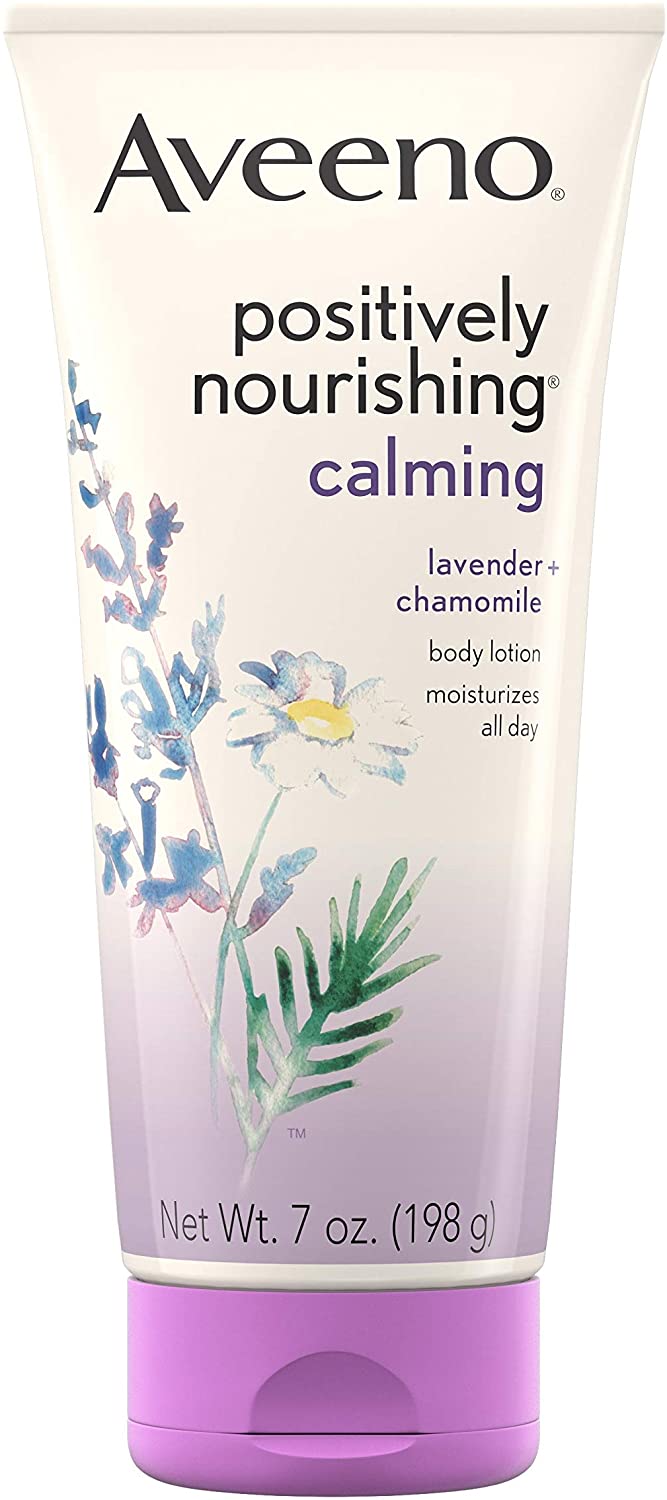 Aveeno®
positively
nourishing®
calming
lavender+
chamomile
body lotion
moisturizes
all day
TM
Net Wt. 7 oz. (198 g)